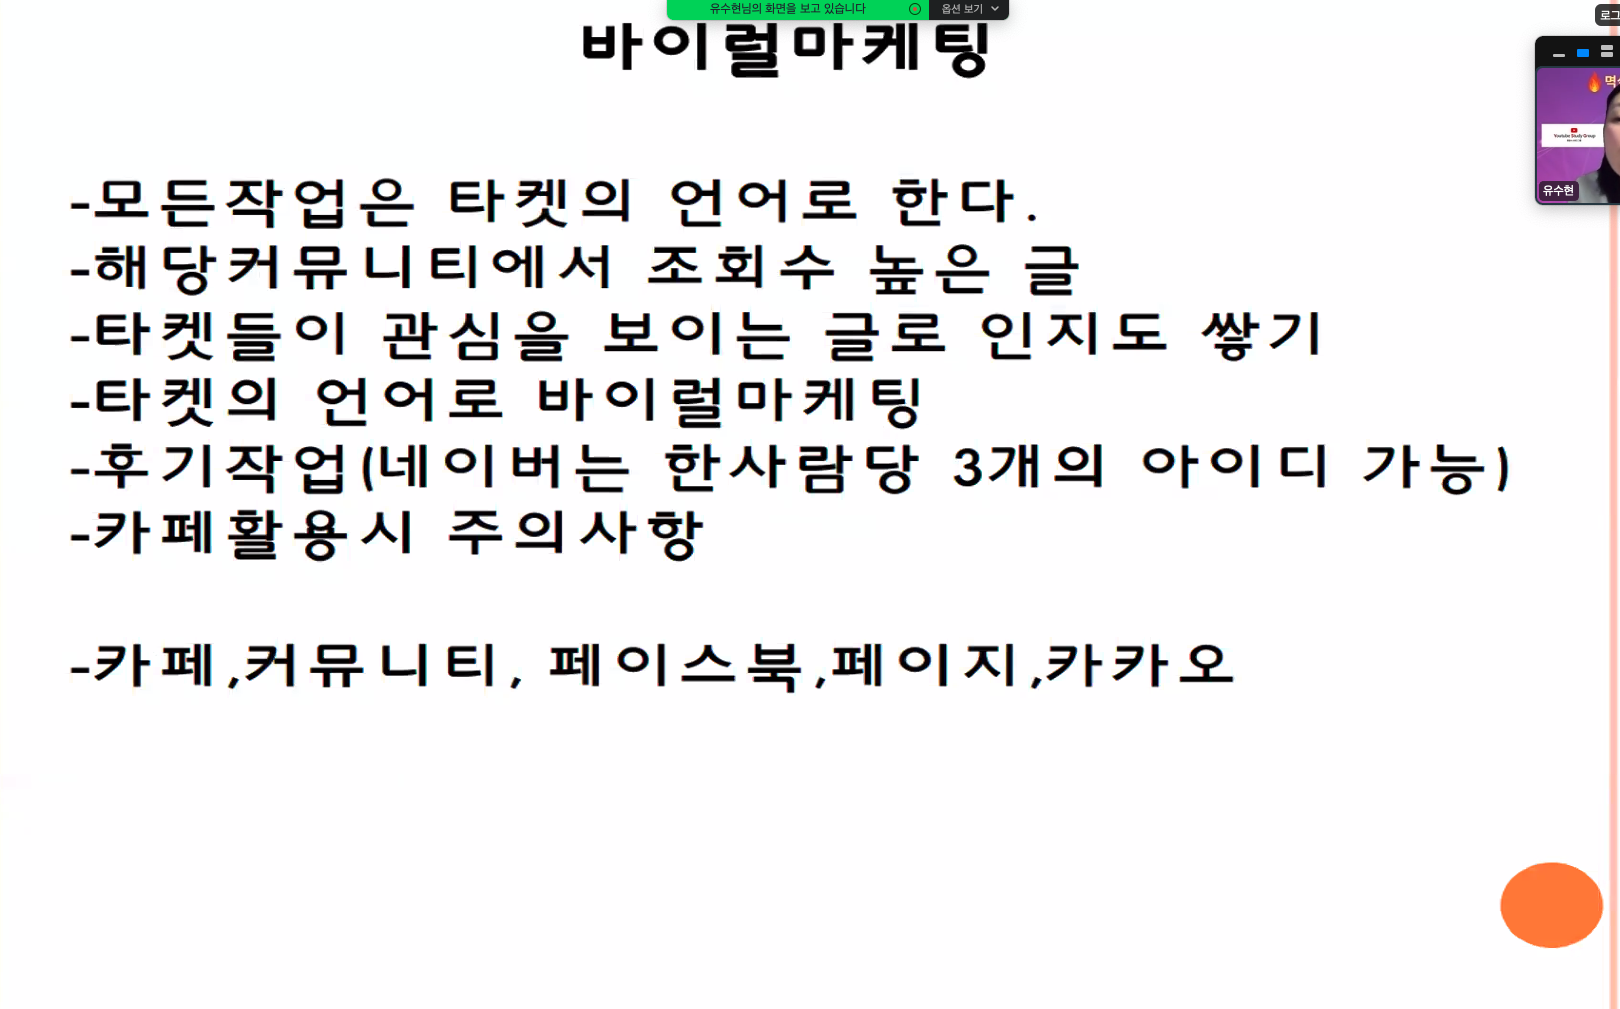 유수현님의 화면을 보고 있습니다
옵션 보기
바이럴마케팅
-모든작업은 타켓의 언어로 한다.
-해당커뮤니티에서 조회수 높은 글
-타켓들이 관심을 보이는 글로 인지도 쌓기
-타켓의 언어로 바이럴마케팅
-후기작업(네이버는 한사람당 3개의 아이디 가능)
-카페활용시 주의사항
-카페,커뮤니티, 페이스북,페이지,카카오
로그
Youtube Study Group
유수현